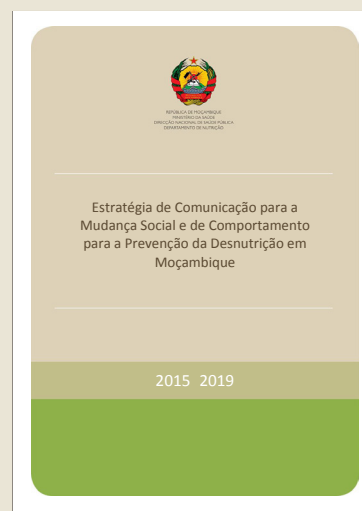 REPÚBLICA DE MOÇAMBIQUE
MINISTÉRIO DA SAÚDE
DIRECÇÃO NACIONAL DE SAÚDE PÚBLICA
DEPARTAMENTO DE NUTRIÇÃO
Estratégia de Comunicação para a
Mudança Social e de Comportamento
para a Prevenção da Desnutrição em
Moçambique
2015 2019